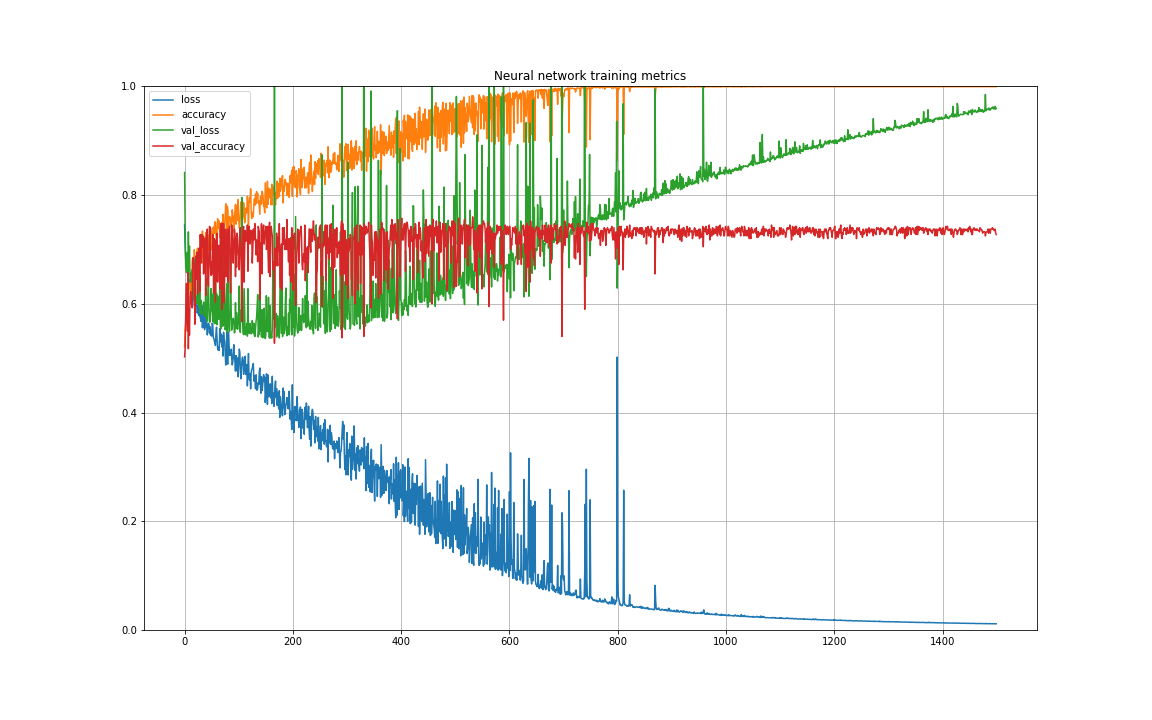 Neural network training metrics
1.0
0.8
0.6
0.4
0.2
0.0
loss
accuracy
val_loss
val_accuracy
0 200 400 600 800 1000 1200 1400